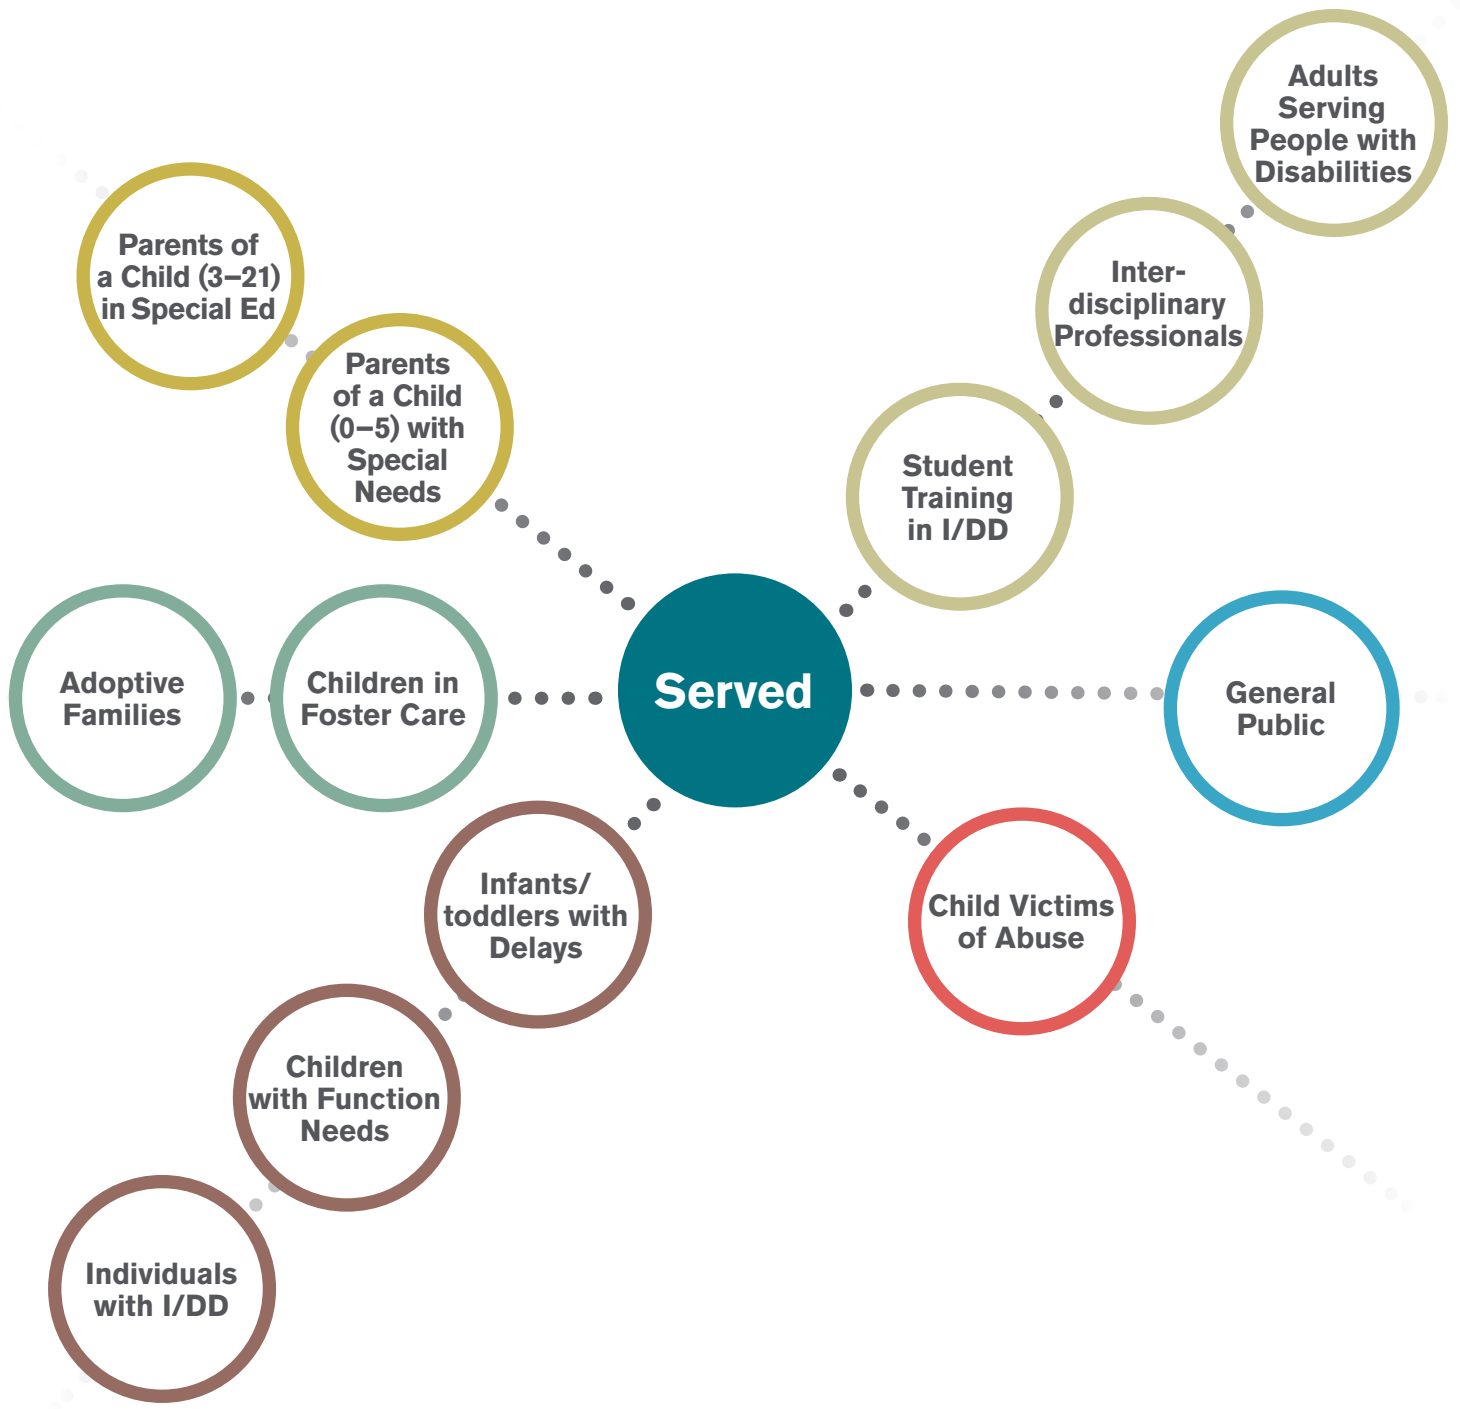 Adults
Serving
People with
Disabilities
Parents of
a Child (3–21)
in Special Ed
Inter-
disciplinary
Professionals
Parents
of a Child
(0–5) with
Special
Needs
Student
Training
in I/DD
Adoptive
Families
Children in
Foster Care
Served
General
Public
Infants/
toddlers with
Delays
Child Victims
of Abuse
Children
with Function
Needs
Individuals
with I/DD